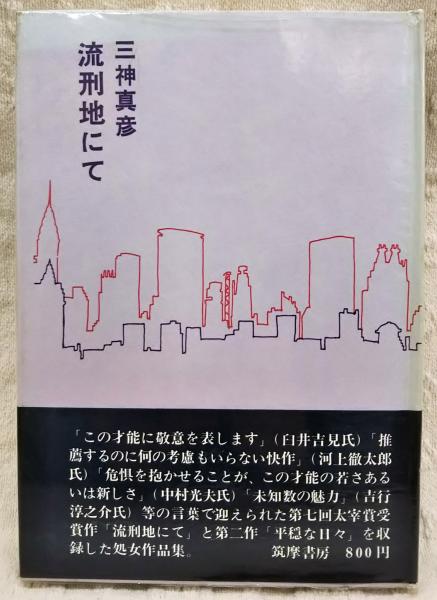 三神真彦
流刑地にて
「この才能に敬意を表します」(臼井吉見氏)「推
薦するのに何の考慮もいらない快作」(河上徹太郎
氏)「危惧を抱かせることが、この才能の若さある
いは新しさ」(中村光夫氏)「未知数の魅力」(吉行
淳之介氏) 等の言葉で迎えられた第七回太宰賞受
賞作「流刑地にて」と第二作「平穏な日々」を収
録した処女作品集。 筑摩書房 800円